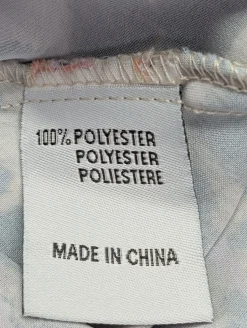 100% POLYESTER
POLYESTER
POLIESTERE
MADE IN CHINA